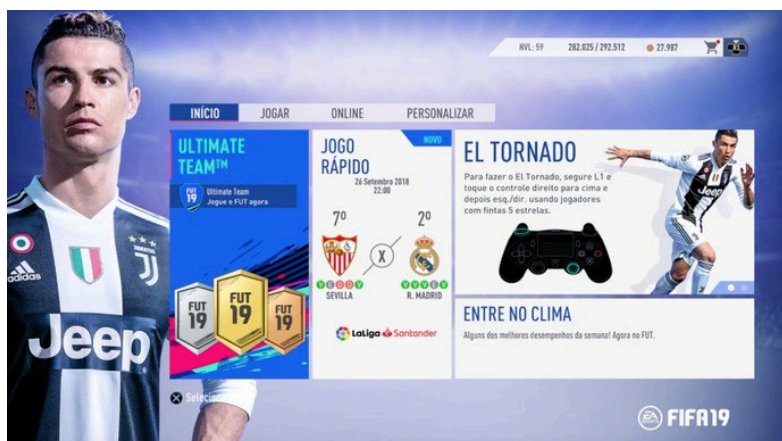 NVL: 59 282.025 / 292.512 27.987
INÍCIO JOGAR ONLINE PERSONALIZAR
ULTIMATE
TEAM™
FUT
19
Ultimate Team
Jogue o FUT agora
FUT
19
FUT
19
FUT
19
NOVO
JOGO
RÁPIDO
26 Setembro 2018
22:00
7º 2º
X
V E D D V
V V V E V
SEVILLA R. MADRID
LaLiga Santander
EL TORNADO
Para fazer o El Tornado, segure L1 e
toque o controle direito para cima e
depois esq./dir. usando jogadores
com fintas 5 estrelas.
Jeep
ENTRE NO CLIMA
Alguns dos melhores desempenhos da semana! Agora no FUT.
adidas
JUVENTUS
Jeep
Selecionar
EA SPORTS FIFA19